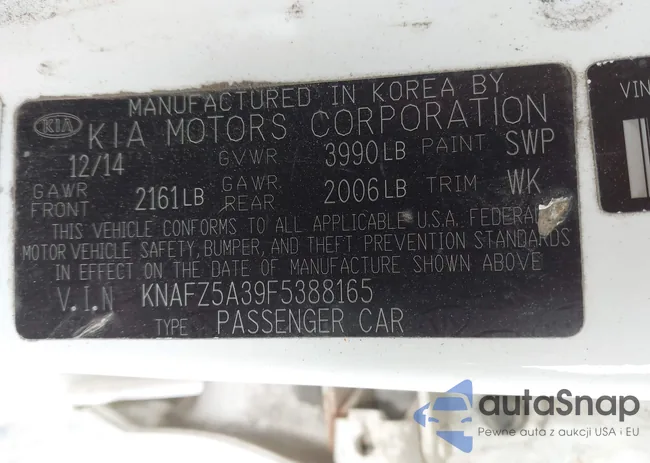 MANUFACTURED IN KOREA BY
KIA KIA MOTORS CORPORATION
12/14 GVWR 3990LB PAINT SWP
GAWR FRONT 2161LB GAWR REAR 2006LB TRIM WK
THIS VEHICLE CONFORMS TO ALL APPLICABLE U.S.A. FEDERAL
MOTOR VEHICLE SAFETY, BUMPER, AND THEFT PREVENTION STANDARDS
IN EFFECT ON THE DATE OF MANUFACTURE SHOWN ABOVE
V.I.N KNAFZ5A39F5388165
TYPE PASSENGER CAR
VIN
autoSnap
Pewne auta z aukcji USA i EU